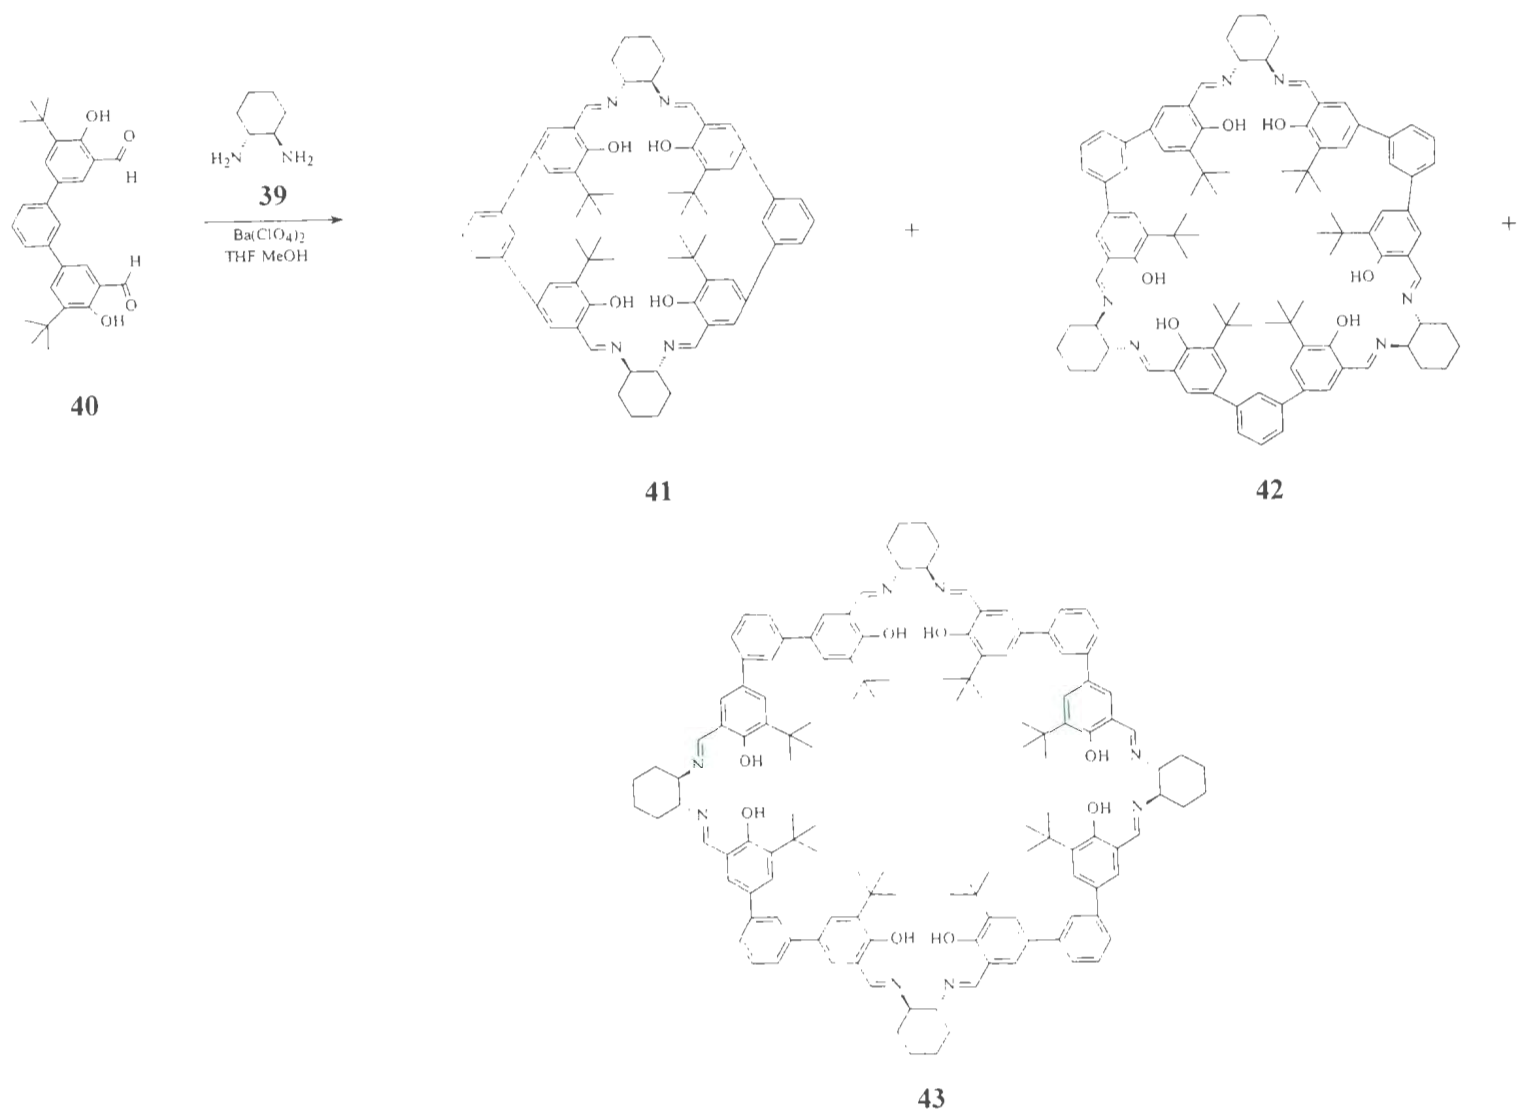 OH
O
H
H
O
OH
40
H₂N NH₂
39
Ba(ClO₄)₂
THF MeOH
N N
OH HO
OH HO
N N
41
+
N N
OH HO
OH HO
N N
HO OH
N N
42
+
N N
OH HO
OH OH
N N
N N
OH OH
OH HO
N N
43